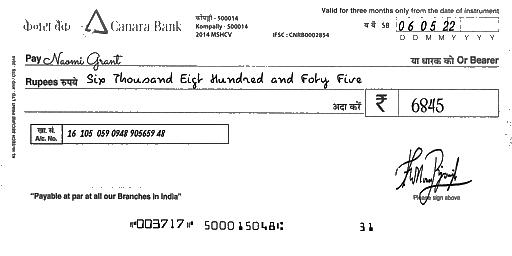 Valid for three months only from the date of instrument
केनरा बैंक Canara Bank
कोमपल्ली - 500014
Kompally - 500014
2014 MSHCV
IFSC : CNRB0002854
SB 06 05 22
D D M M Y Y Y Y
Pay Naomi Grant या धारक को Or Bearer
Rupees रुपये Six Thousand Eigt Hundred and Foty Five
अदा करें ₹ 6845
खा. सं.
A/c. No. 16 105 059 0948 905659 48
"Payable at par at all our Branches in India"
Please sign above
⑈003717⑈ 500015048⑆ 31